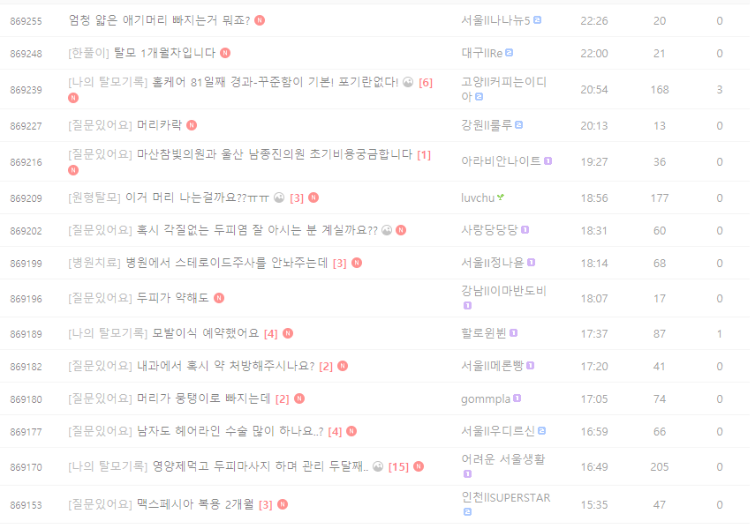 869255 엄청 얇은 애기머리 빠지는거 뭐죠? N 서울||나나뉴5 2 22:26 20 0
869248 [한풀이] 탈모 1개월차입니다 N 대구||Re 2 22:00 21 0
869239 [나의 탈모기록] 홈케어 81일째 경과-꾸준함이 기본! 포기란없다! [6] N 고양||커피는이디아 2 20:54 168 3
869227 [질문있어요] 머리카락 N 강원||룰루 2 20:13 13 0
869216 [질문있어요] 마산참빛의원과 울산 남종진의원 초기비용궁금합니다 [1] N 아라비안나이트 1 19:27 36 0
869209 [원형탈모] 이거 머리 나는걸까요??ㅠㅠ [3] N luvchu 18:56 177 0
869202 [질문있어요] 혹시 각질없는 두피염 잘 아시는 분 계실까요?? N 사랑당당당 1 18:31 60 0
869199 [병원치료] 병원에서 스테로이드주사를 안놔주는데 [3] N 서울||정나율 1 18:14 68 0
869196 [질문있어요] 두피가 약해도 N 강남||이마반도비 1 18:07 17 0
869189 [나의 탈모기록] 모발이식 예약했어요 [4] N 할로윈뷘 1 17:37 87 1
869182 [질문있어요] 내과에서 혹시 약 처방해주시나요? [2] N 서울||메론빵 1 17:20 41 0
869180 [질문있어요] 머리가 뭉탱이로 빠지는데 [2] N gommpla 1 17:05 74 0
869177 [질문있어요] 남자도 헤어라인 수술 많이 하나요..? [4] N 서울||우디르신 2 16:59 66 0
869170 [나의 탈모기록] 영양제먹고 두피마사지 하며 관리 두달째.. [15] N 어려운 서울생활 1 16:49 205 0
869153 [질문있어요] 맥스페시아 복용 2개월 [3] N 인천||SUPERSTAR 2 15:35 47 0